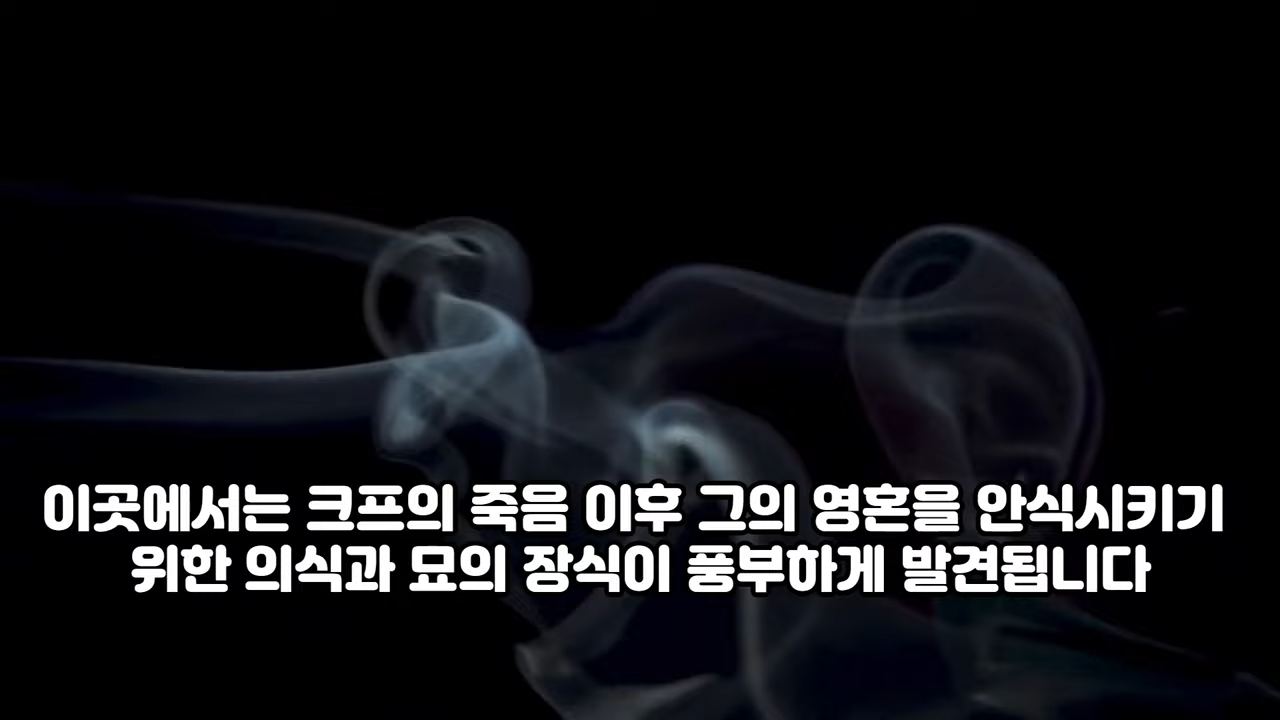 이곳에서는 크프의 죽음 이후 그의 영혼을 안식시키기
위한 의식과 묘의 장식이 풍부하게 발견됩니다